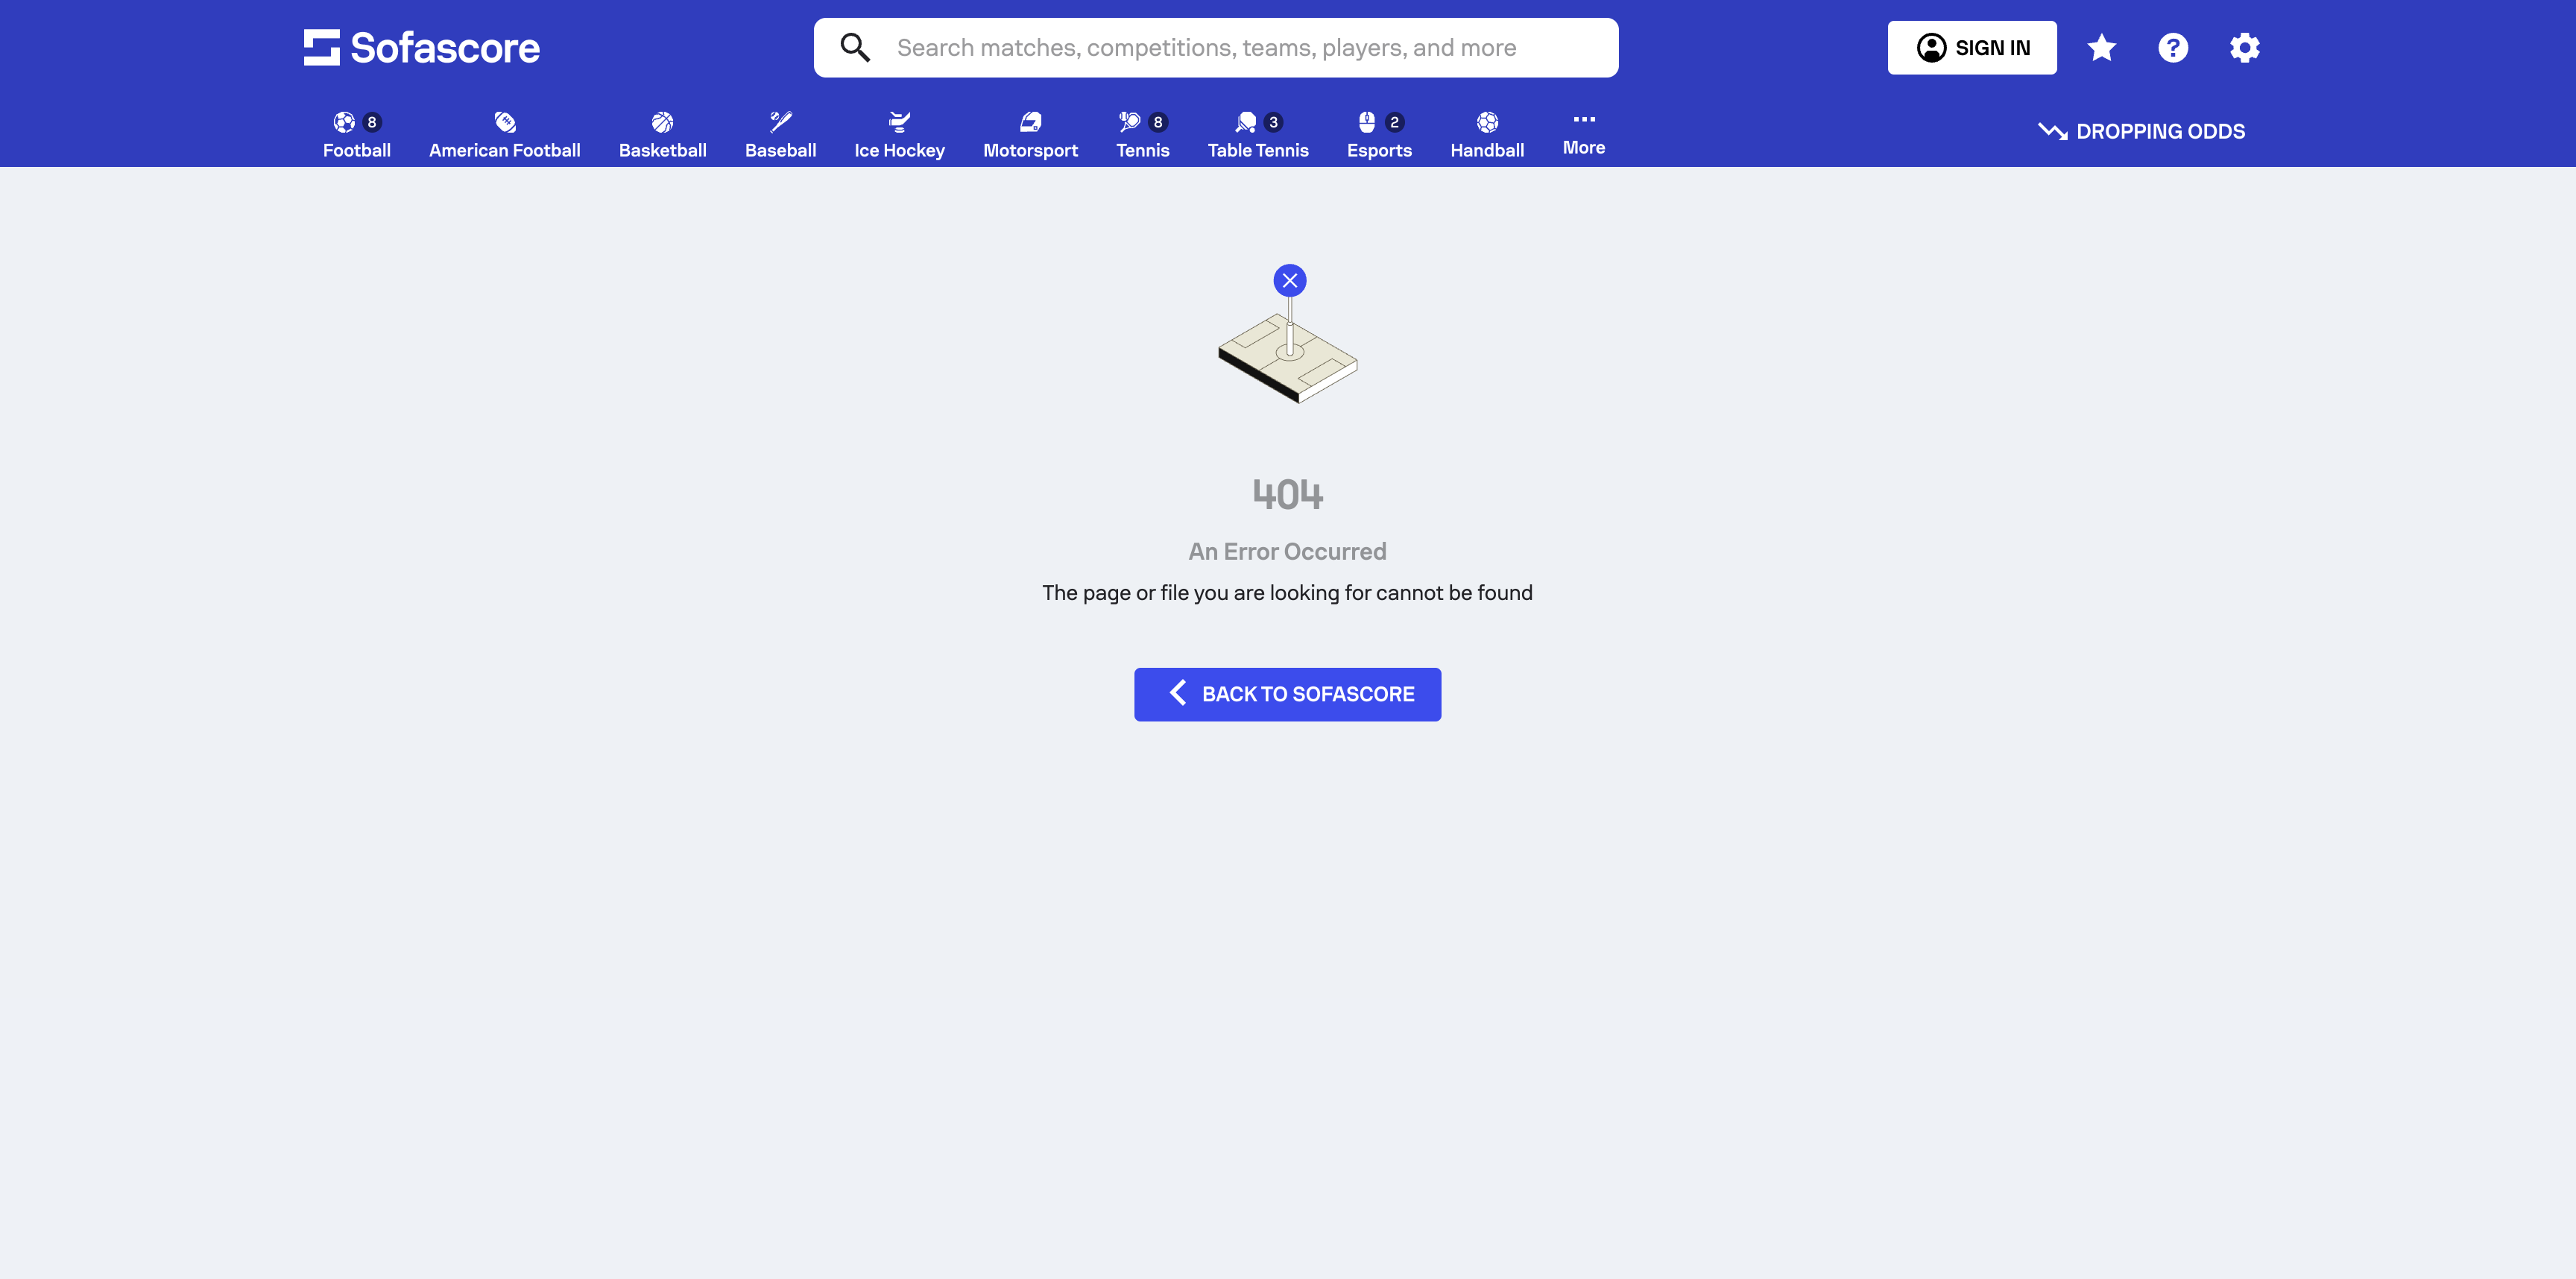 Sofascore
Search matches, competitions, teams, players, and more
SIGN IN
?
8
8
3
2
Football
American Football
Basketball
Baseball
Ice Hockey
Motorsport
Tennis
Table Tennis
Esports
Handball
More
DROPPING ODDS
404
An Error Occurred
The page or file you are looking for cannot be found
BACK TO SOFASCORE